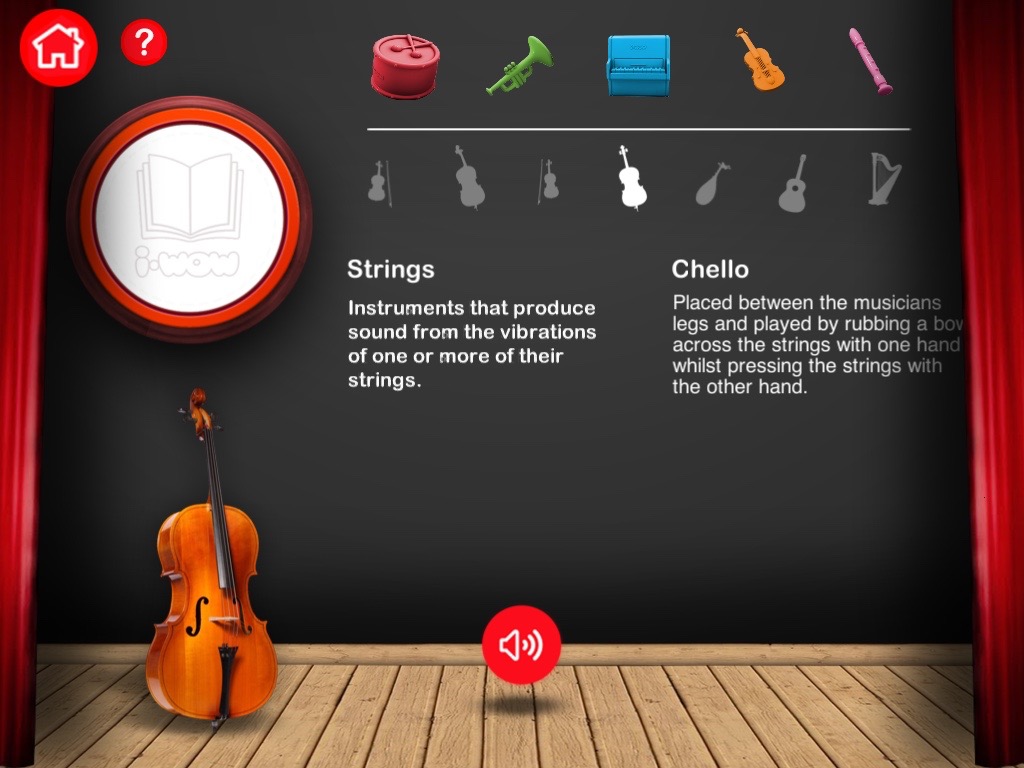 ?
i-wow
Strings
Instruments that produce
sound from the vibrations
of one or more of their
strings.
Chello
Placed between the musicians
legs and played by rubbing a bow
across the strings with one hand
whilst pressing the strings with
the other hand.